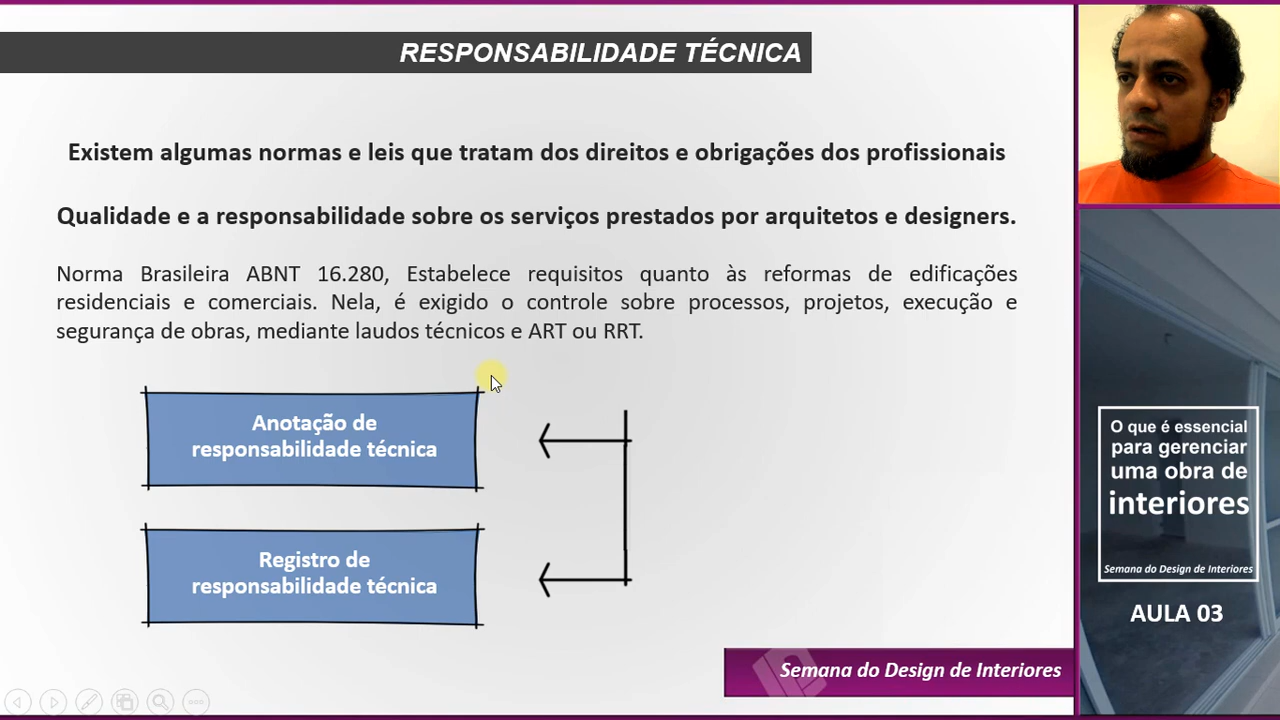 RESPONSABILIDADE TÉCNICA
Existem algumas normas e leis que tratam dos direitos e obrigações dos profissionais
Qualidade e a responsabilidade sobre os serviços prestados por arquitetos e designers.
Norma Brasileira ABNT 16.280, Estabelece requisitos quanto às reformas de edificações
residenciais e comerciais. Nela, é exigido o controle sobre processos, projetos, execução e
segurança de obras, mediante laudos técnicos e ART ou RRT.
Anotação de
responsabilidade técnica
Registro de
responsabilidade técnica
Semana do Design de Interiores
O que é essencial
para gerenciar
uma obra de
interiores
Semana do Design de Interiores
AULA 03